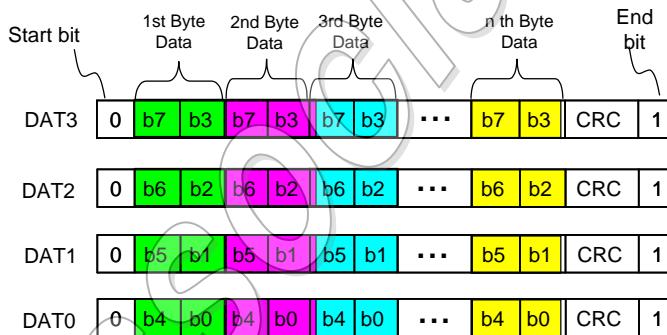 Start bit 1st Byte Data 2nd Byte Data 3rd Byte Data n th Byte Data End bit
DAT3 0 b7 b3 b7 b3 b7 b3 ... b7 b3 CRC 1
DAT2 0 b6 b2 b6 b2 b6 b2 ... b6 b2 CRC 1
DAT1 0 b5 b1 b5 b1 b5 b1 ... b5 b1 CRC 1
DAT0 0 b4 b0 b4 b0 b4 b0 ... b4 b0 CRC 1